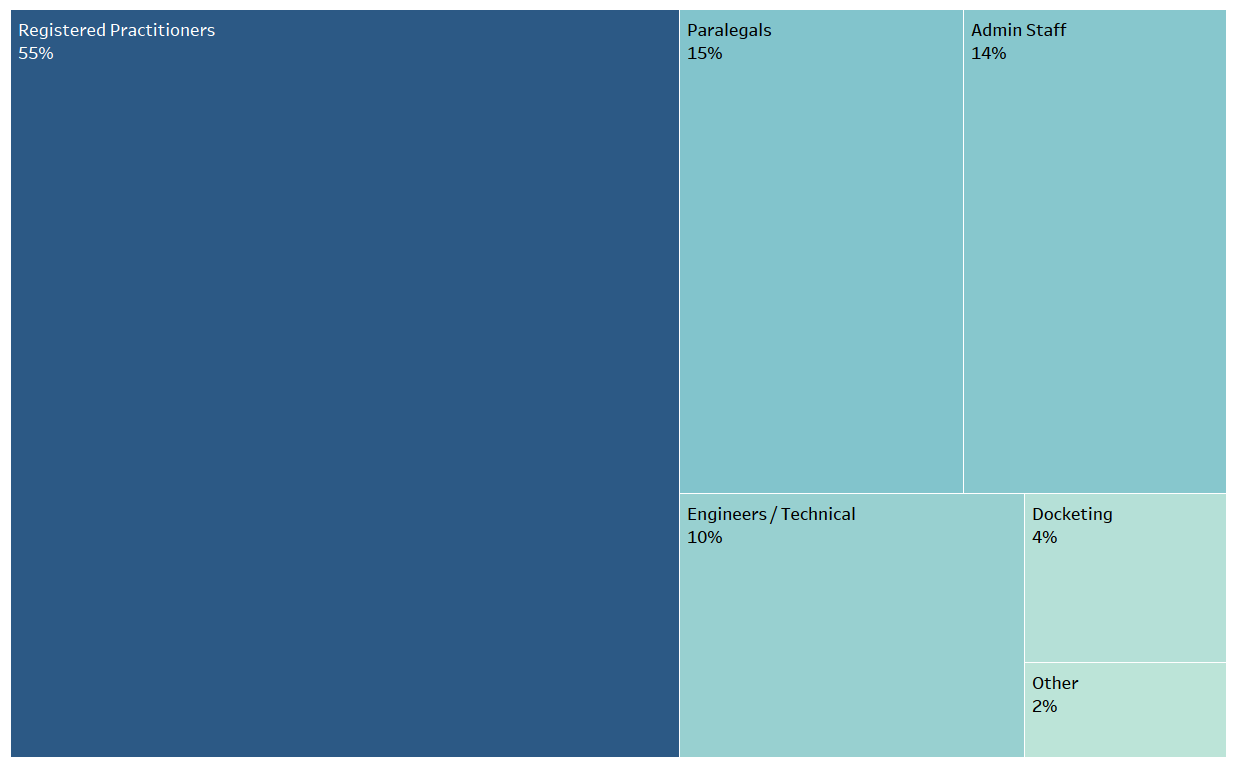 Registered Practitioners
55%
Paralegals
15%
Admin Staff
14%
Engineers / Technical
10%
Docketing
4%
Other
2%